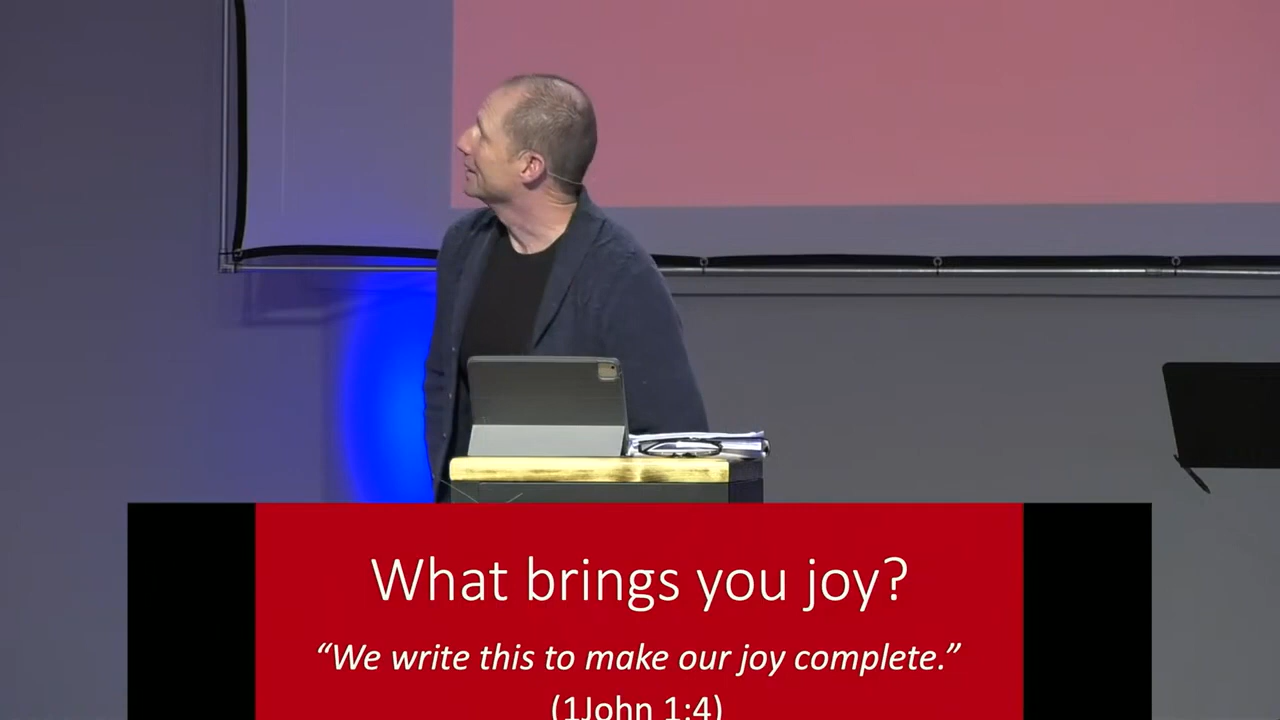 What brings you joy?
“We write this to make our joy complete.”
(1John 1:4)